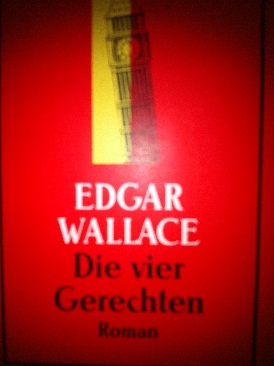 EDGAR
WALLACE
Die vier
Gerechten
Roman